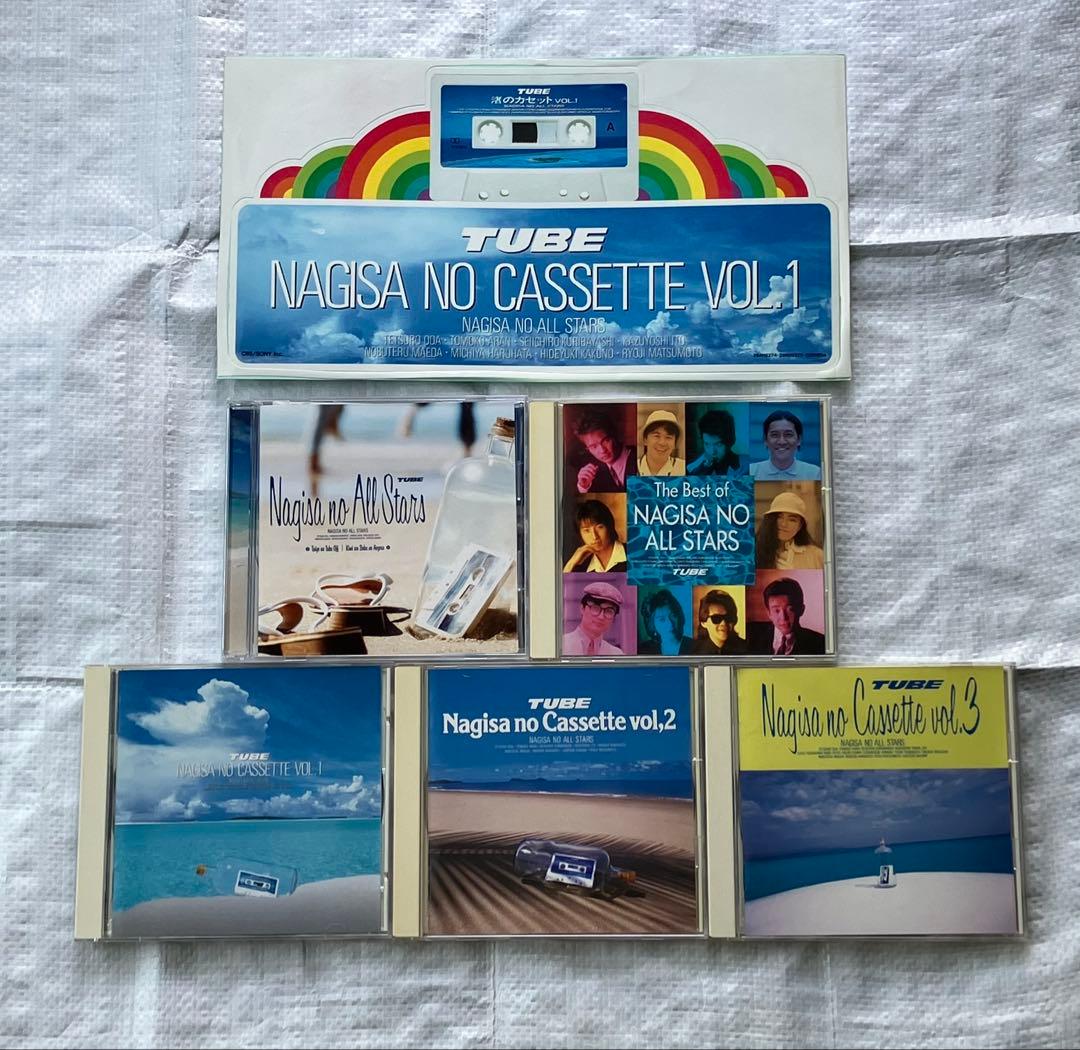 TUBE
渚のカセット VOL.1
NAGISA NO ALL STARS
A
TUBE
NAGISA NO CASSETTE VOL.1
NAGISA NO ALL STARS
TETSURO ODA・TOMOKO ARAN・SEIICHIRO KURIBAYASHI・KAZUYOSHI ITO
NOBUTERU MAEDA・MICHIYA HARUHATA・HIDEYUKI KAKUNO・RYOJI MATSUMOTO
CBS/SONY Inc.
TUBE
Nagisa no All Stars
NAGISA NO ALL STARS
The Best of
NAGISA NO
ALL STARS
TUBE
TUBE
NAGISA NO CASSETTE VOL.1
TUBE
Nagisa no Cassette vol,2
NAGISA NO ALL STARS
TUBE
Nagisa no Cassette vol.3
NAGISA NO ALL STARS